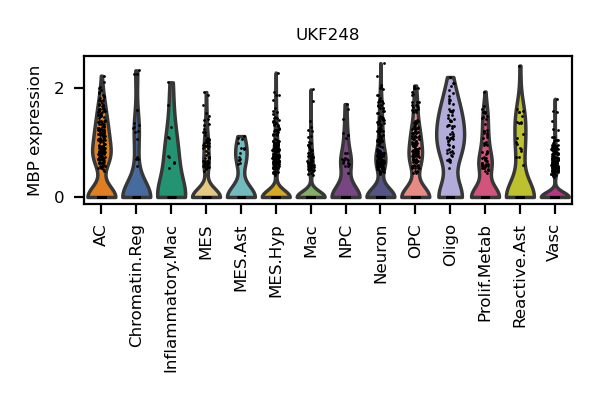 UKF248
MBP expression
2
0
AC
Chromatin.Reg
Inflammatory.Mac
MES
MES.Ast
MES.Hyp
Mac
NPC
Neuron
OPC
Oligo
Prolif.Metab
Reactive.Ast
Vasc